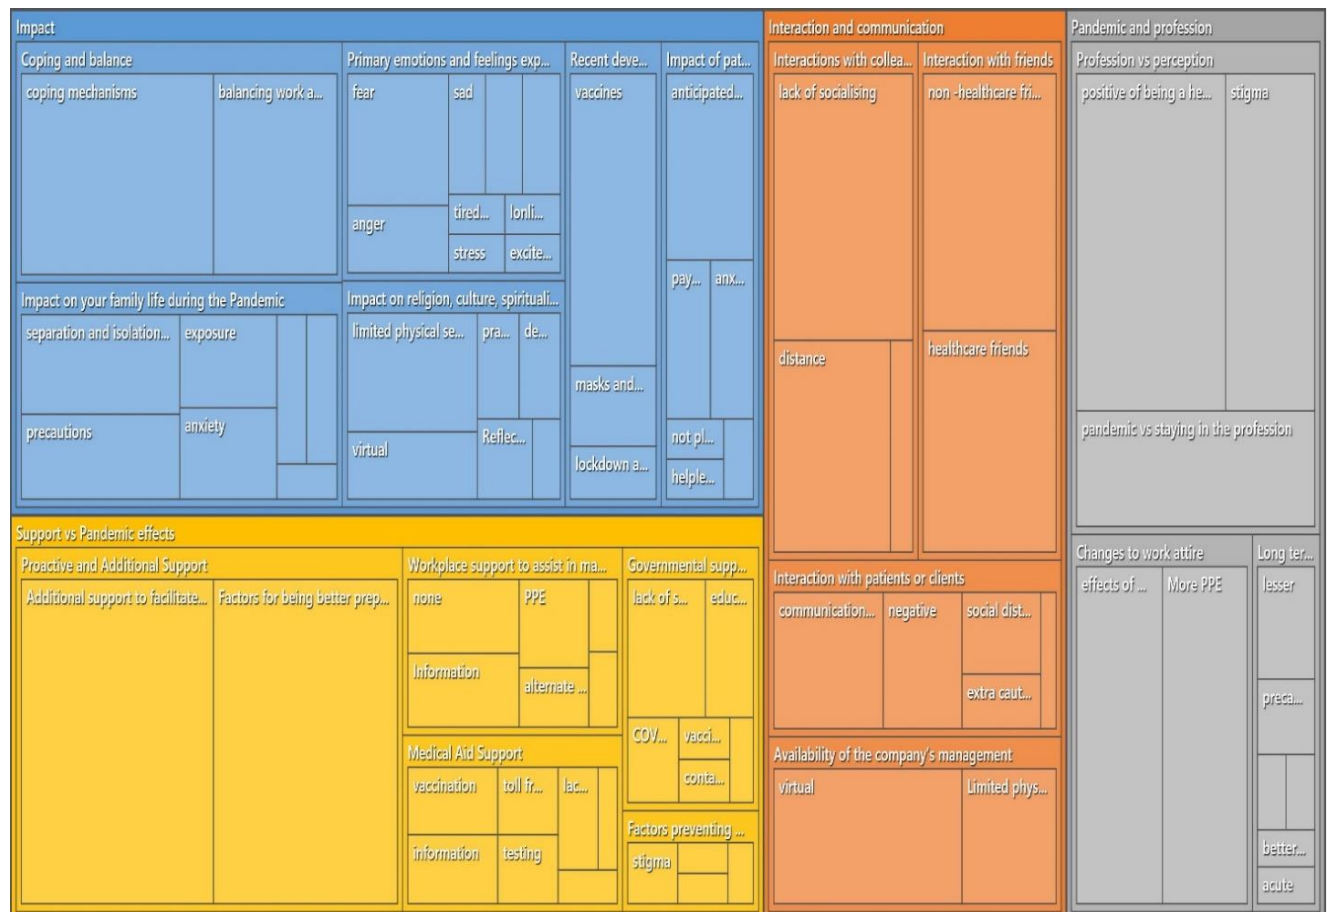 Impact
Coping and balance
coping mechanisms
balancing work a...
Primary emotions and feelings exp...
fear
sad
anger
tired...
lonli...
stress
excite...
Recent deve...
vaccines
masks and...
lockdown a...
Impact of pat...
anticipated...
pay...
anx...
not pl...
helple...
Impact on your family life during the Pandemic
separation and isolation...
exposure
precautions
anxiety
Impact on religion, culture, spirituali...
limited physical se...
pra...
de...
virtual
Reflec...
Support vs Pandemic effects
Proactive and Additional Support
Additional support to facilitate...
Factors for being better prep...
Workplace support to assist in ma...
none
PPE
Information
alternate ...
Medical Aid Support
vaccination
toll fr...
lac...
information
testing
Governmental supp...
lack of s...
educ...
COV...
vacci...
conta...
Factors preventing ...
stigma
Interaction and communication
Interactions with collea...
lack of socialising
distance
Interaction with friends
non -healthcare fri...
healthcare friends
Interaction with patients or clients
communication...
negative
social dist...
extra caut...
Availability of the company's management
virtual
Limited phys...
Pandemic and profession
Profession vs perception
positive of being a he...
stigma
pandemic vs staying in the profession
Changes to work attire
effects of ...
More PPE
Long ter...
lesser
preca...
better...
acute